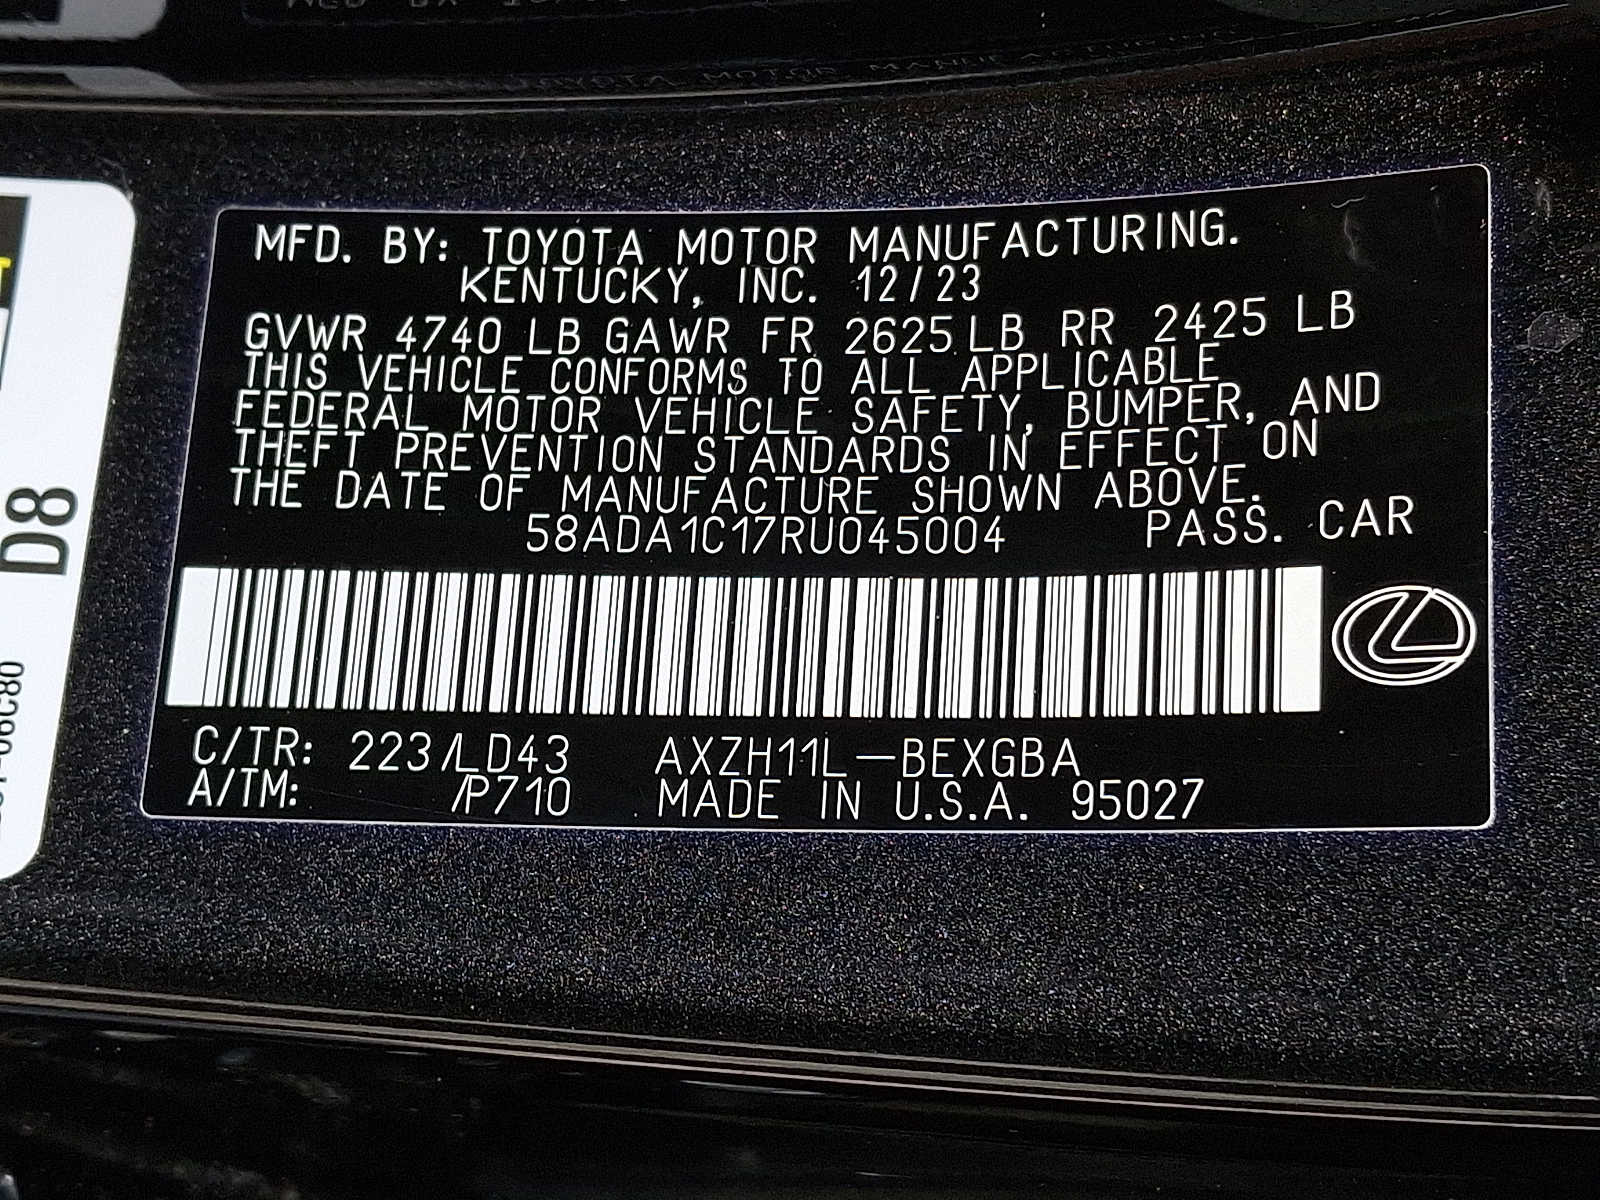 MFD. BY: TOYOTA MOTOR MANUFACTURING.
KENTUCKY, INC. 12/23
GVWR 4740 LB GAWR FR 2625 LB RR 2425 LB
THIS VEHICLE CONFORMS TO ALL APPLICABLE
FEDERAL MOTOR VEHICLE SAFETY, BUMPER, AND
THEFT PREVENTION STANDARDS IN EFFECT ON
THE DATE OF MANUFACTURE SHOWN ABOVE.
58ADA1C17RU045004 PASS. CAR
C/TR: 223/LD43 AXZH11L-BEXGBA
A/TM: /P710 MADE IN U.S.A. 95027
D8